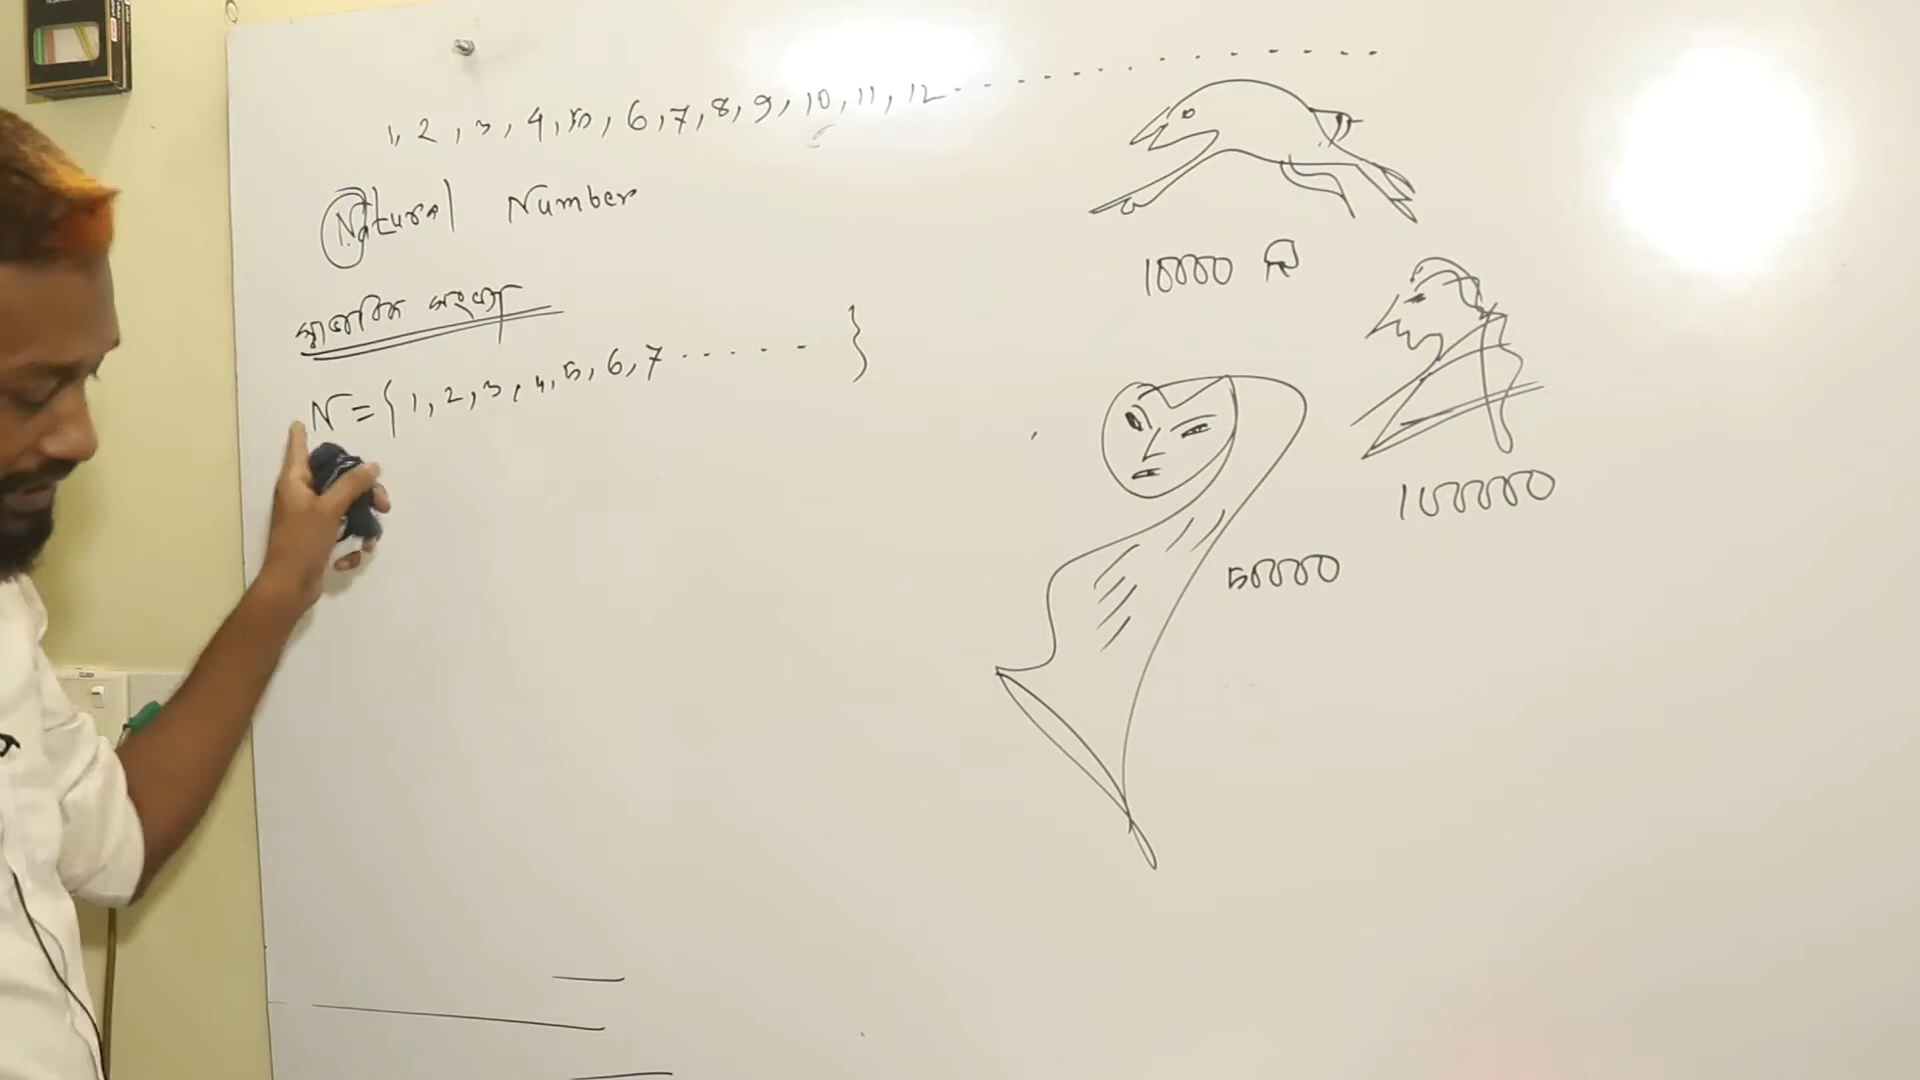 1, 2, 3, 4, 5, 6, 7, 8, 9, 10, 11, 12 . . . . . . . . . . . . .
Natural Number
স্বাভাবিক সংখ্যা
N = { 1, 2, 3, 4, 5, 6, 7 . . . . . . }
10000
100000
50000